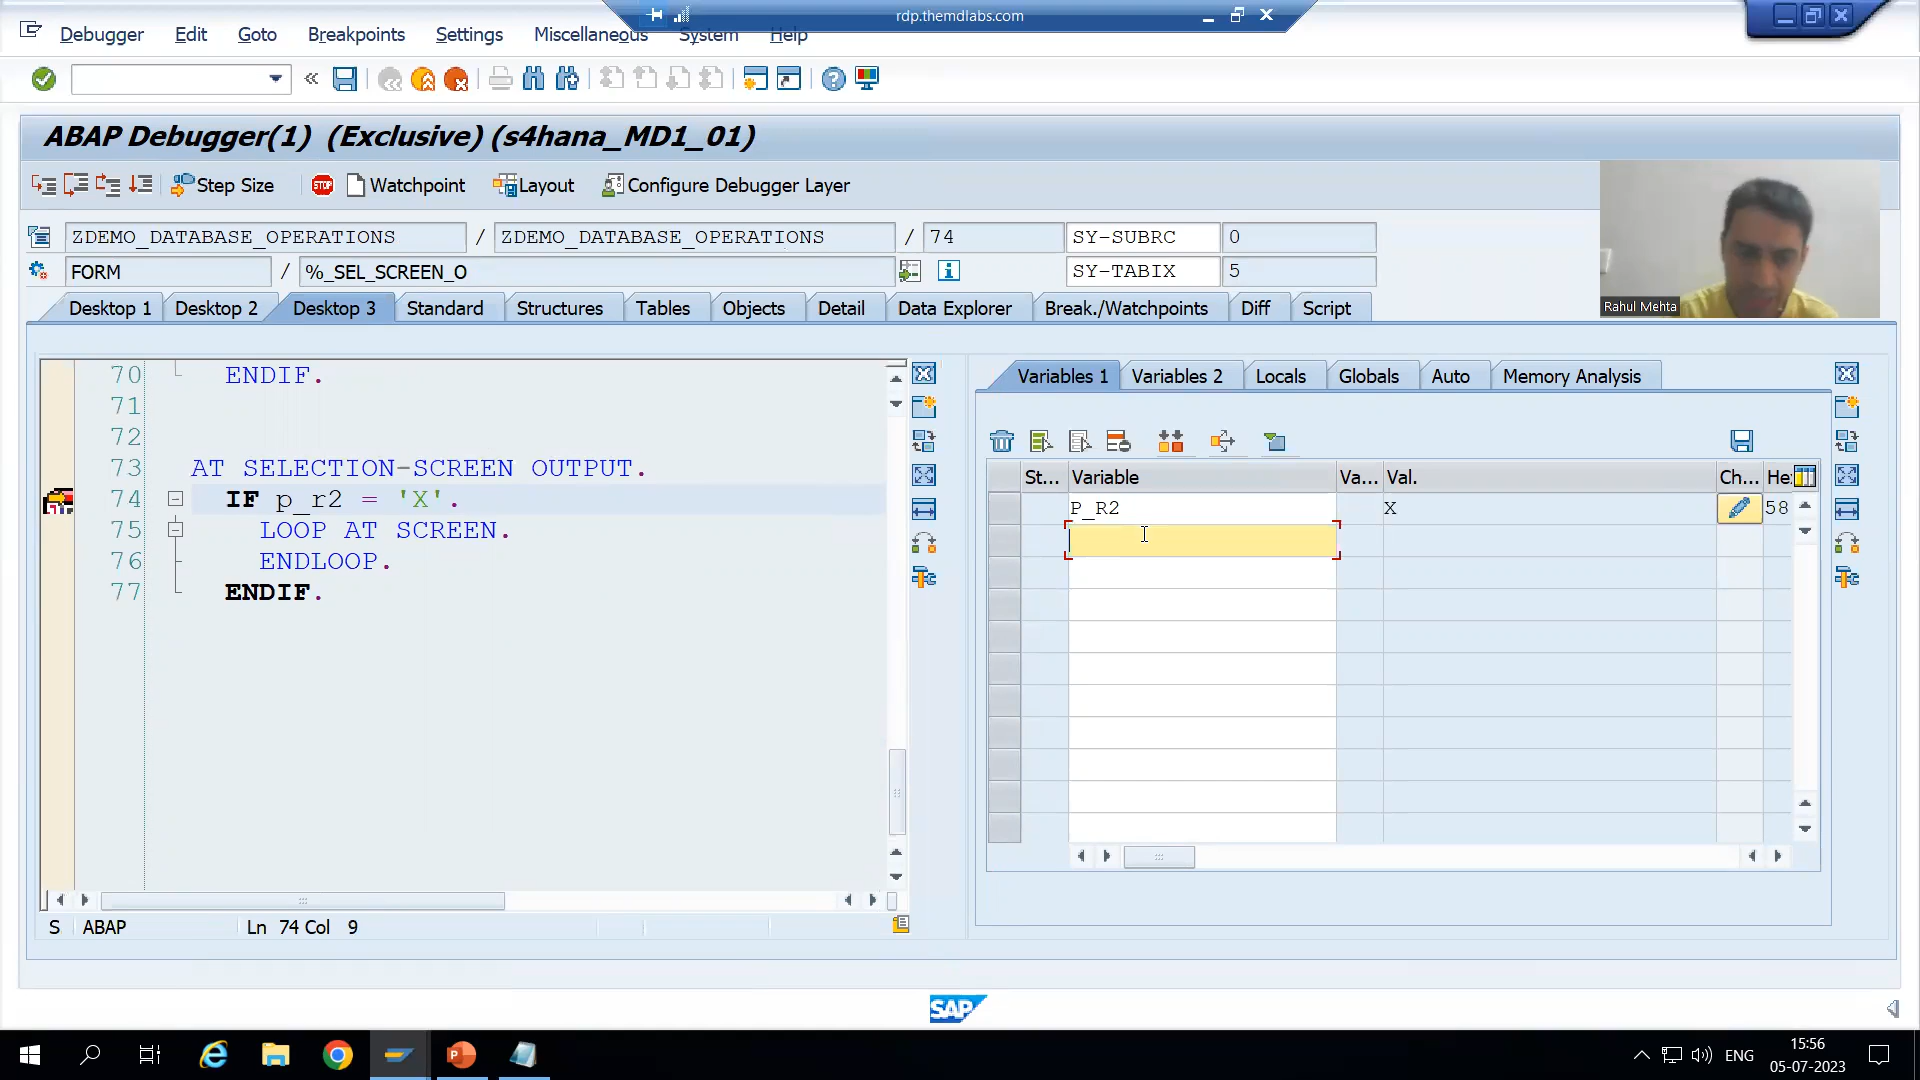 rdp.themdlabs.com
Debugger Edit Goto Breakpoints Settings Miscellaneous System Help
ABAP Debugger(1) (Exclusive) (s4hana_MD1_01)
Step Size STOP Watchpoint Layout Configure Debugger Layer
ZDEMO_DATABASE_OPERATIONS / ZDEMO_DATABASE_OPERATIONS / 74 SY-SUBRC 0
FORM / %_SEL_SCREEN_O SY-TABIX 5
Rahul Mehta
Desktop 1 Desktop 2 Desktop 3 Standard Structures Tables Objects Detail Data Explorer Break./Watchpoints Diff Script
Variables 1 Variables 2 Locals Globals Auto Memory Analysis
70 ENDIF.
71
72
73 AT SELECTION-SCREEN OUTPUT.
74 IF p_r2 = 'X'.
75 LOOP AT SCREEN.
76 ENDLOOP.
77 ENDIF.
St... Variable Va... Val. Ch... He
P_R2 X 58
S ABAP Ln 74 Col 9
SAP
ENG
15:56
05-07-2023